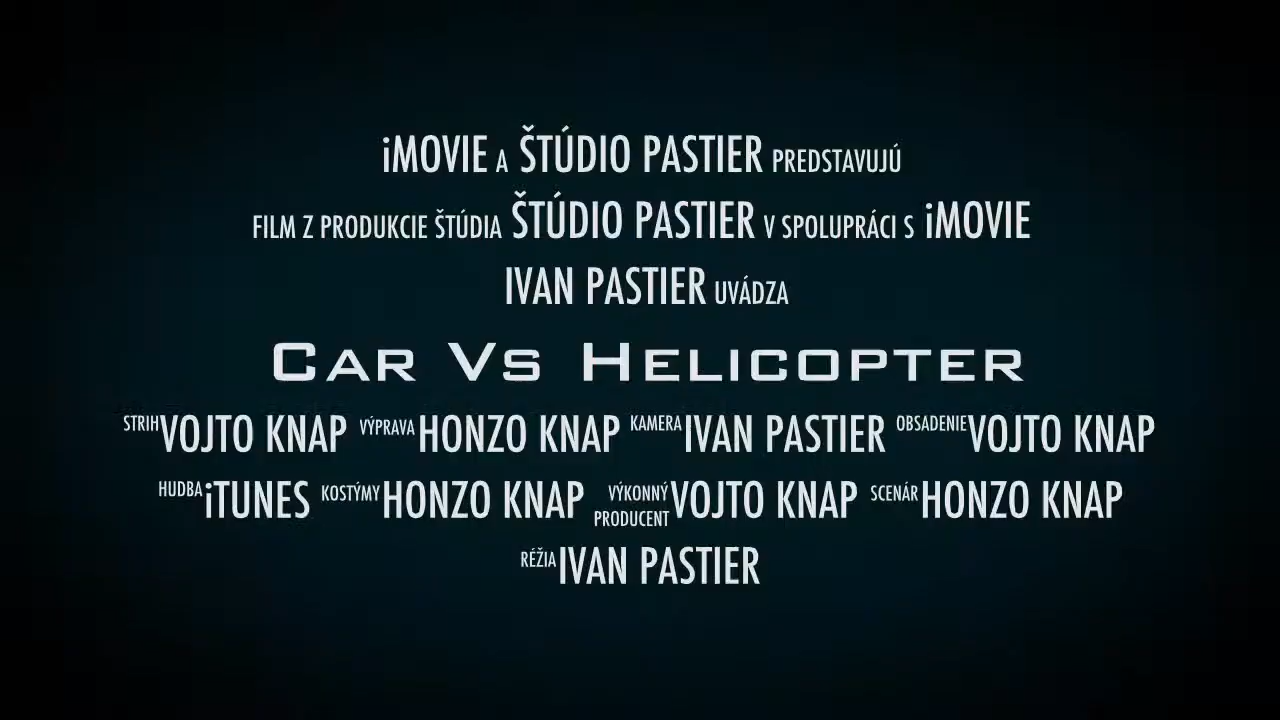 iMOVIE A ŠTÚDIO PASTIER PREDSTAVUJÚ
FILM Z PRODUKCIE ŠTÚDIA ŠTÚDIO PASTIER V SPOLUPRÁCI S iMOVIE
IVAN PASTIER UVÁDZA
CAR VS HELICOPTER
STRIH VOJTO KNAP VÝPRAVA HONZO KNAP KAMERA IVAN PASTIER OBSADENIE VOJTO KNAP
HUDBA iTUNES KOSTÝMY HONZO KNAP VÝKONNÝ PRODUCENT VOJTO KNAP SCENÁR HONZO KNAP
RÉŽIA IVAN PASTIER